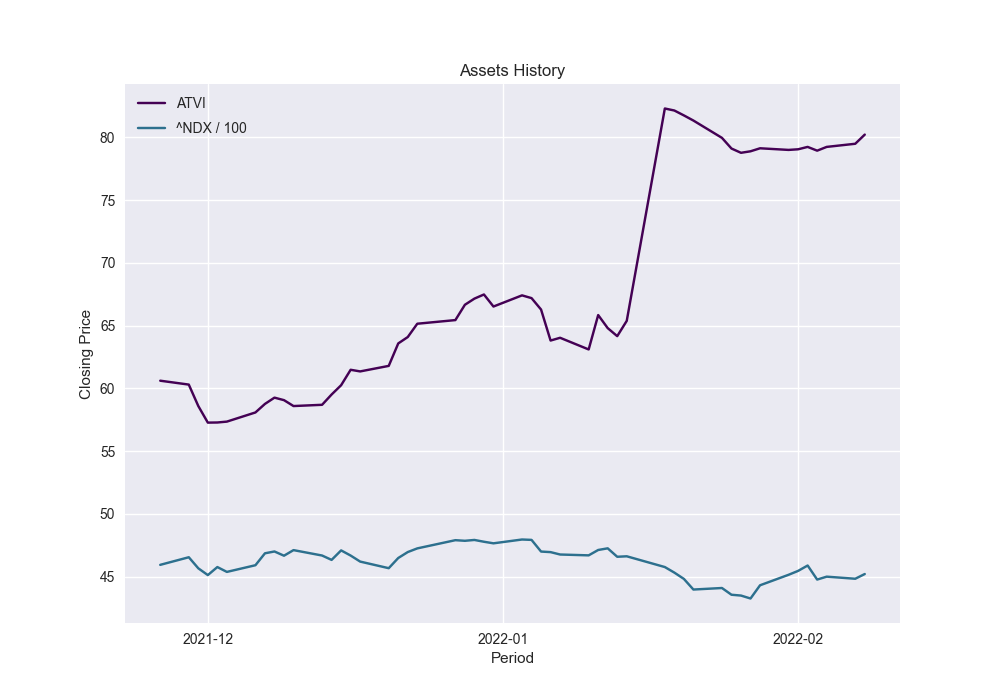 Assets History
ATVI
^NDX / 100
80
75
70
65
60
55
50
45
Closing Price
2021-12
2022-01
2022-02
Period